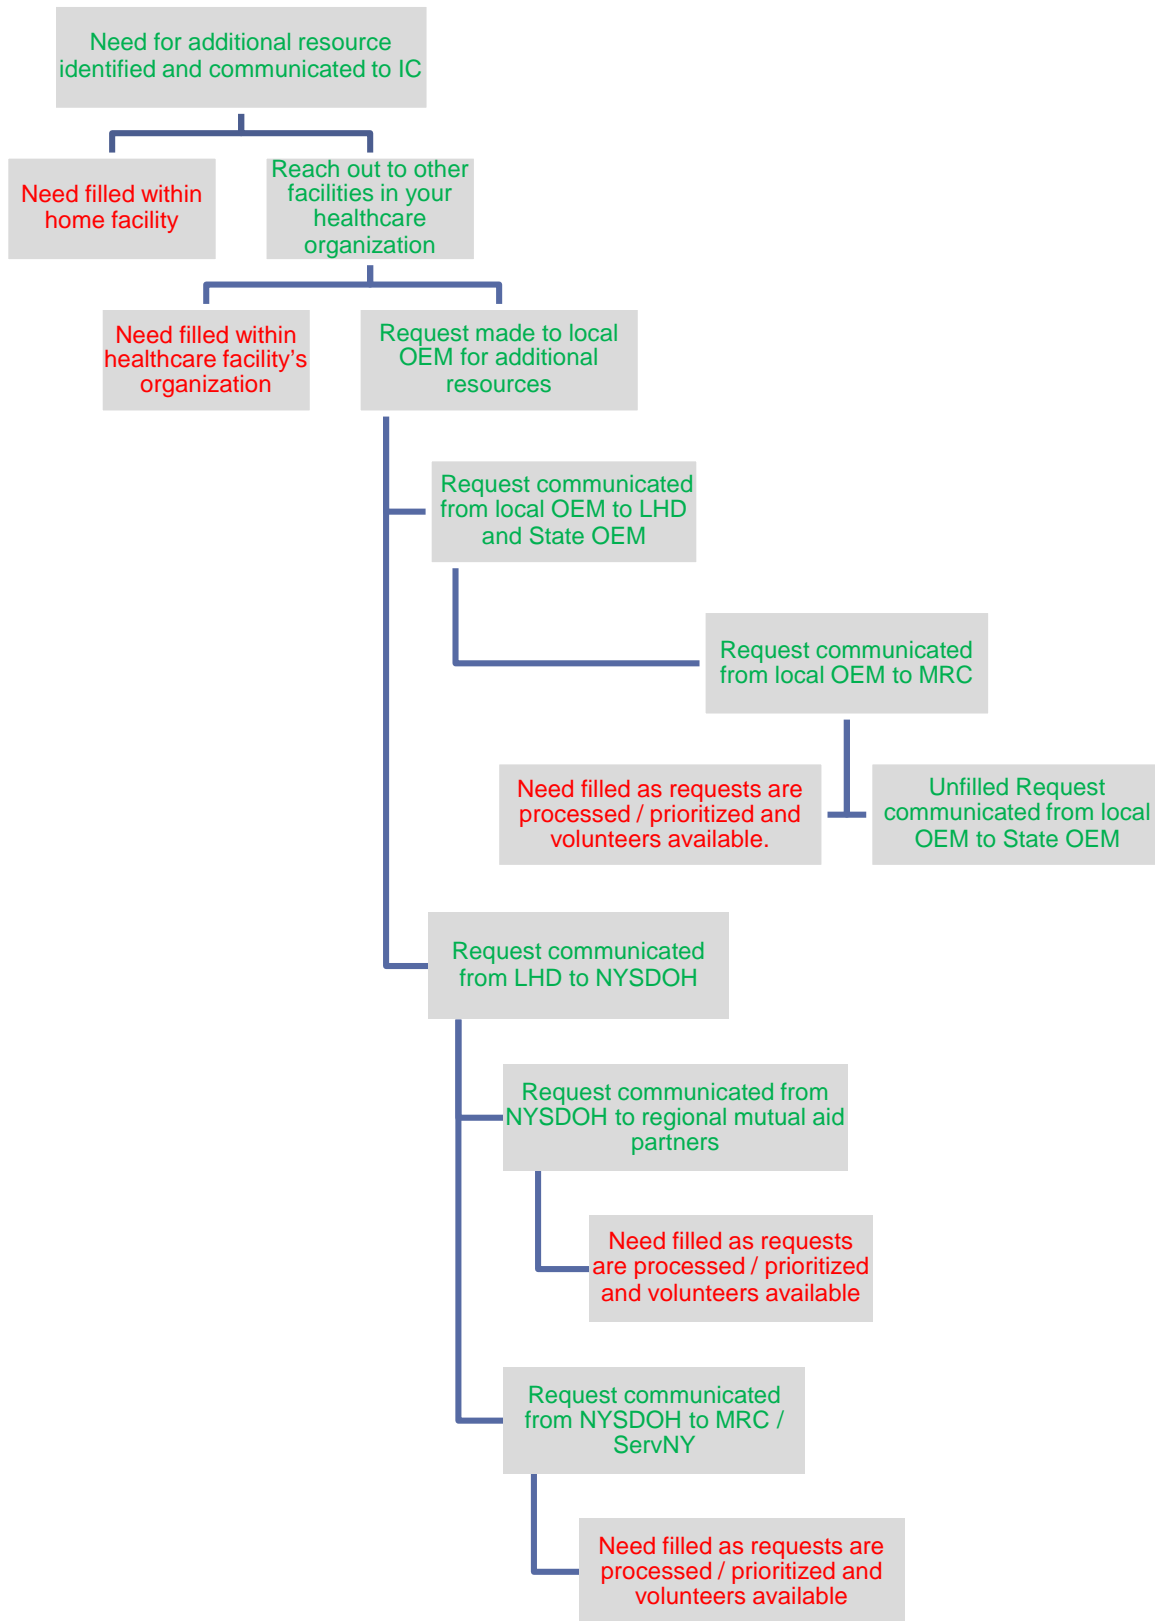 Need for additional resource
identified and communicated to IC
Need filled within
home facility
Reach out to other
facilities in your
healthcare
organization
Need filled within
healthcare facility’s
organization
Request made to local
OEM for additional
resources
Request communicated
from local OEM to LHD
and State OEM
Request communicated
from local OEM to MRC
Need filled as requests are
processed / prioritized and
volunteers available.
Unfilled Request
communicated from local
OEM to State OEM
Request communicated
from LHD to NYSDOH
Request communicated from
NYSDOH to regional mutual aid
partners
Need filled as requests
are processed / prioritized
and volunteers available
Request communicated
from NYSDOH to MRC /
ServNY
Need filled as requests are
processed / prioritized and
volunteers available